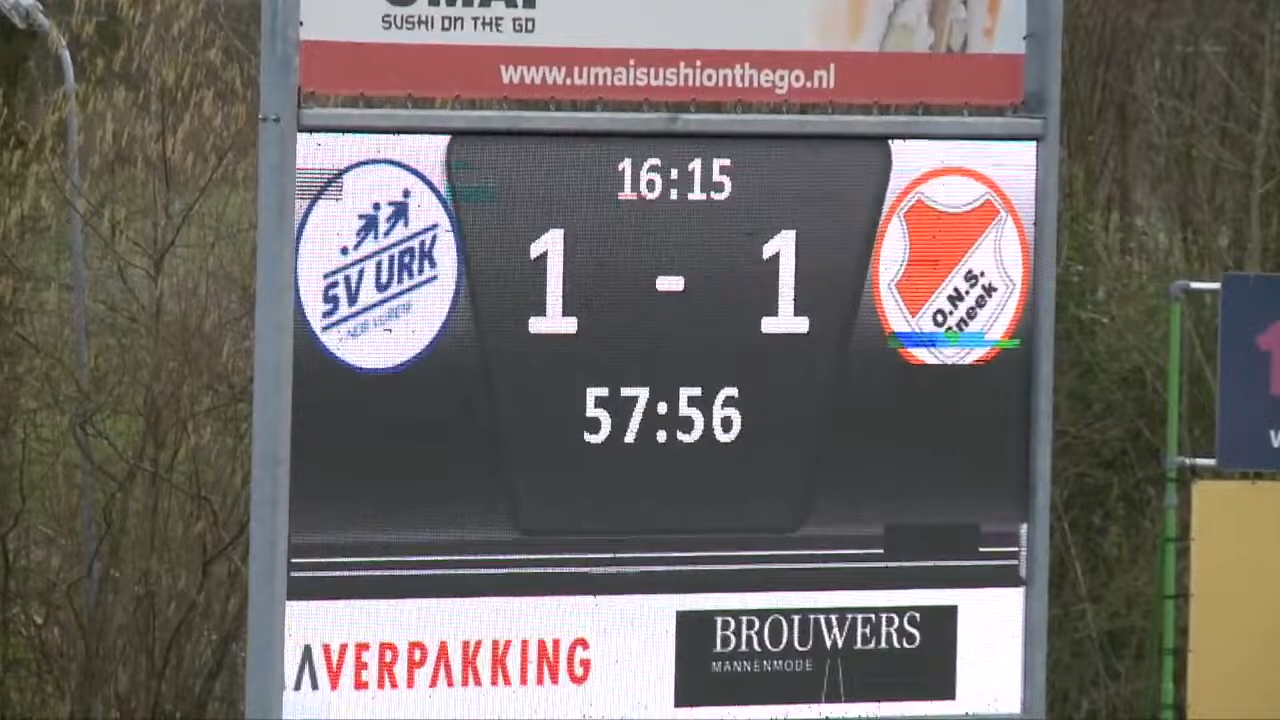 SUSHI ON THE GO
www.umaisushionthego.nl
16:15
SV URK
1 - 1
O.N.S.
Sneek
57:56
VERPAKKING
BROUWERS
MANNENMODE